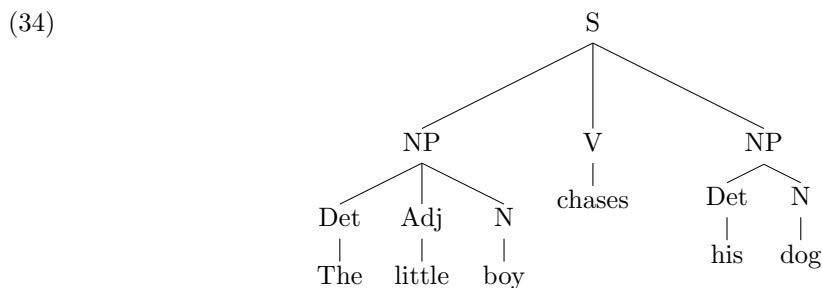 (34) S
NP V NP
chases Det N
Det Adj N
his dog
The little boy